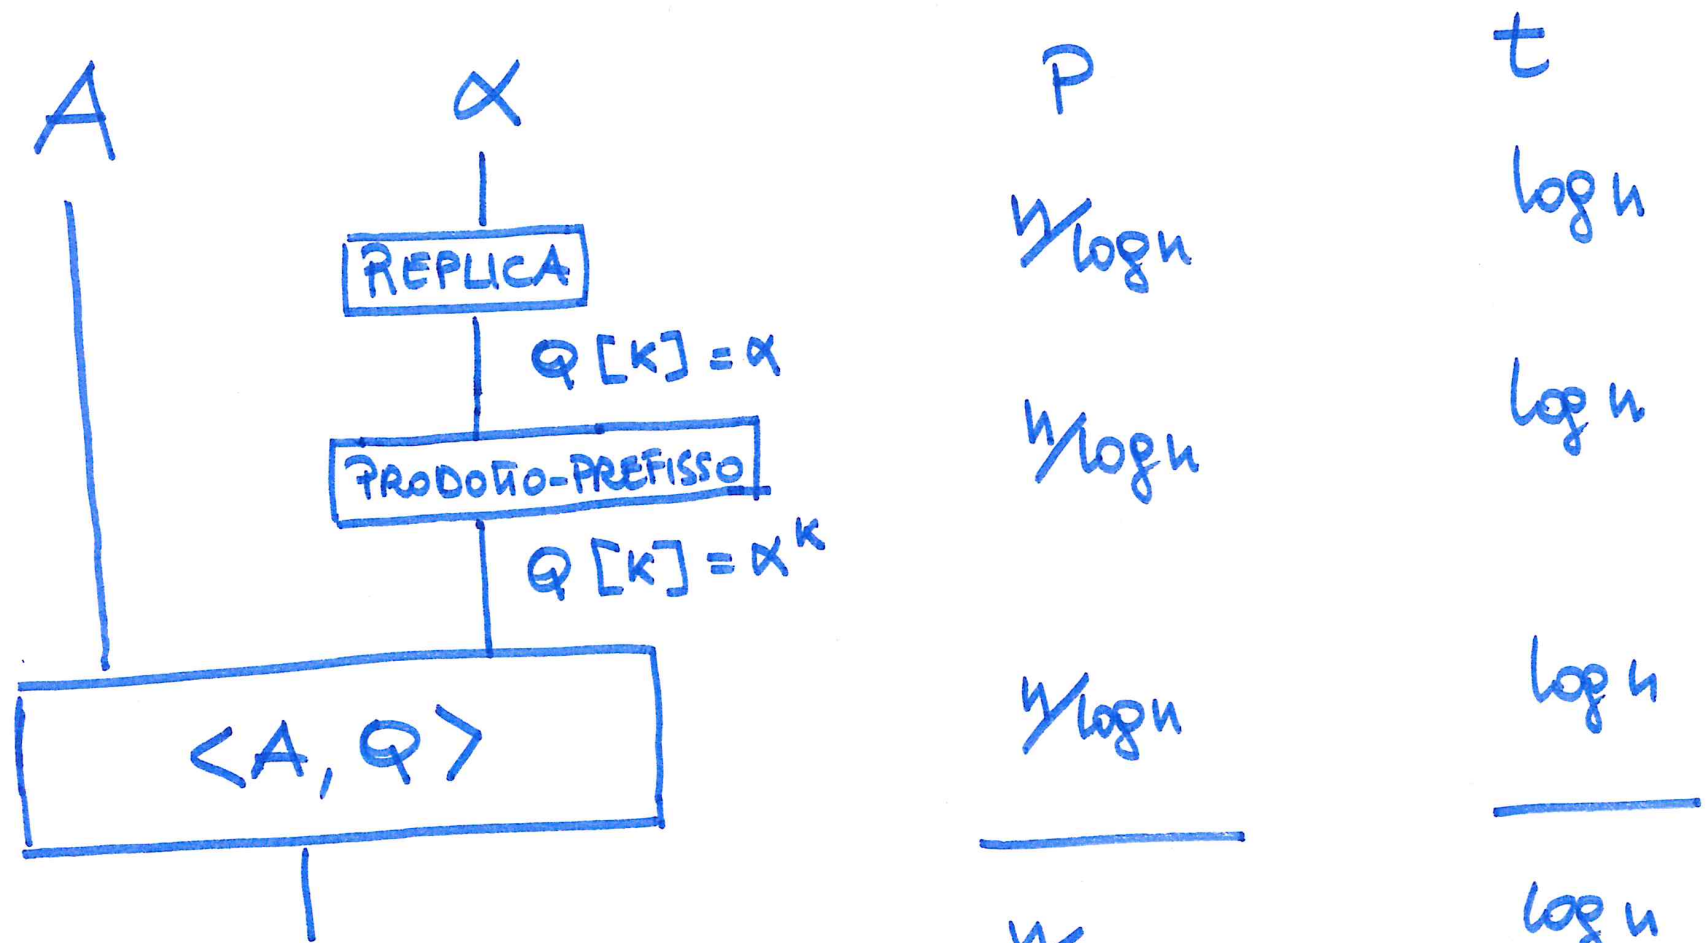 A α P t
REPLICA n/log n log n
Q[K] = α
PRODOTTO-PREFISSO n/log n log n
Q[K] = α^K
<A, Q> n/log n log n
log n